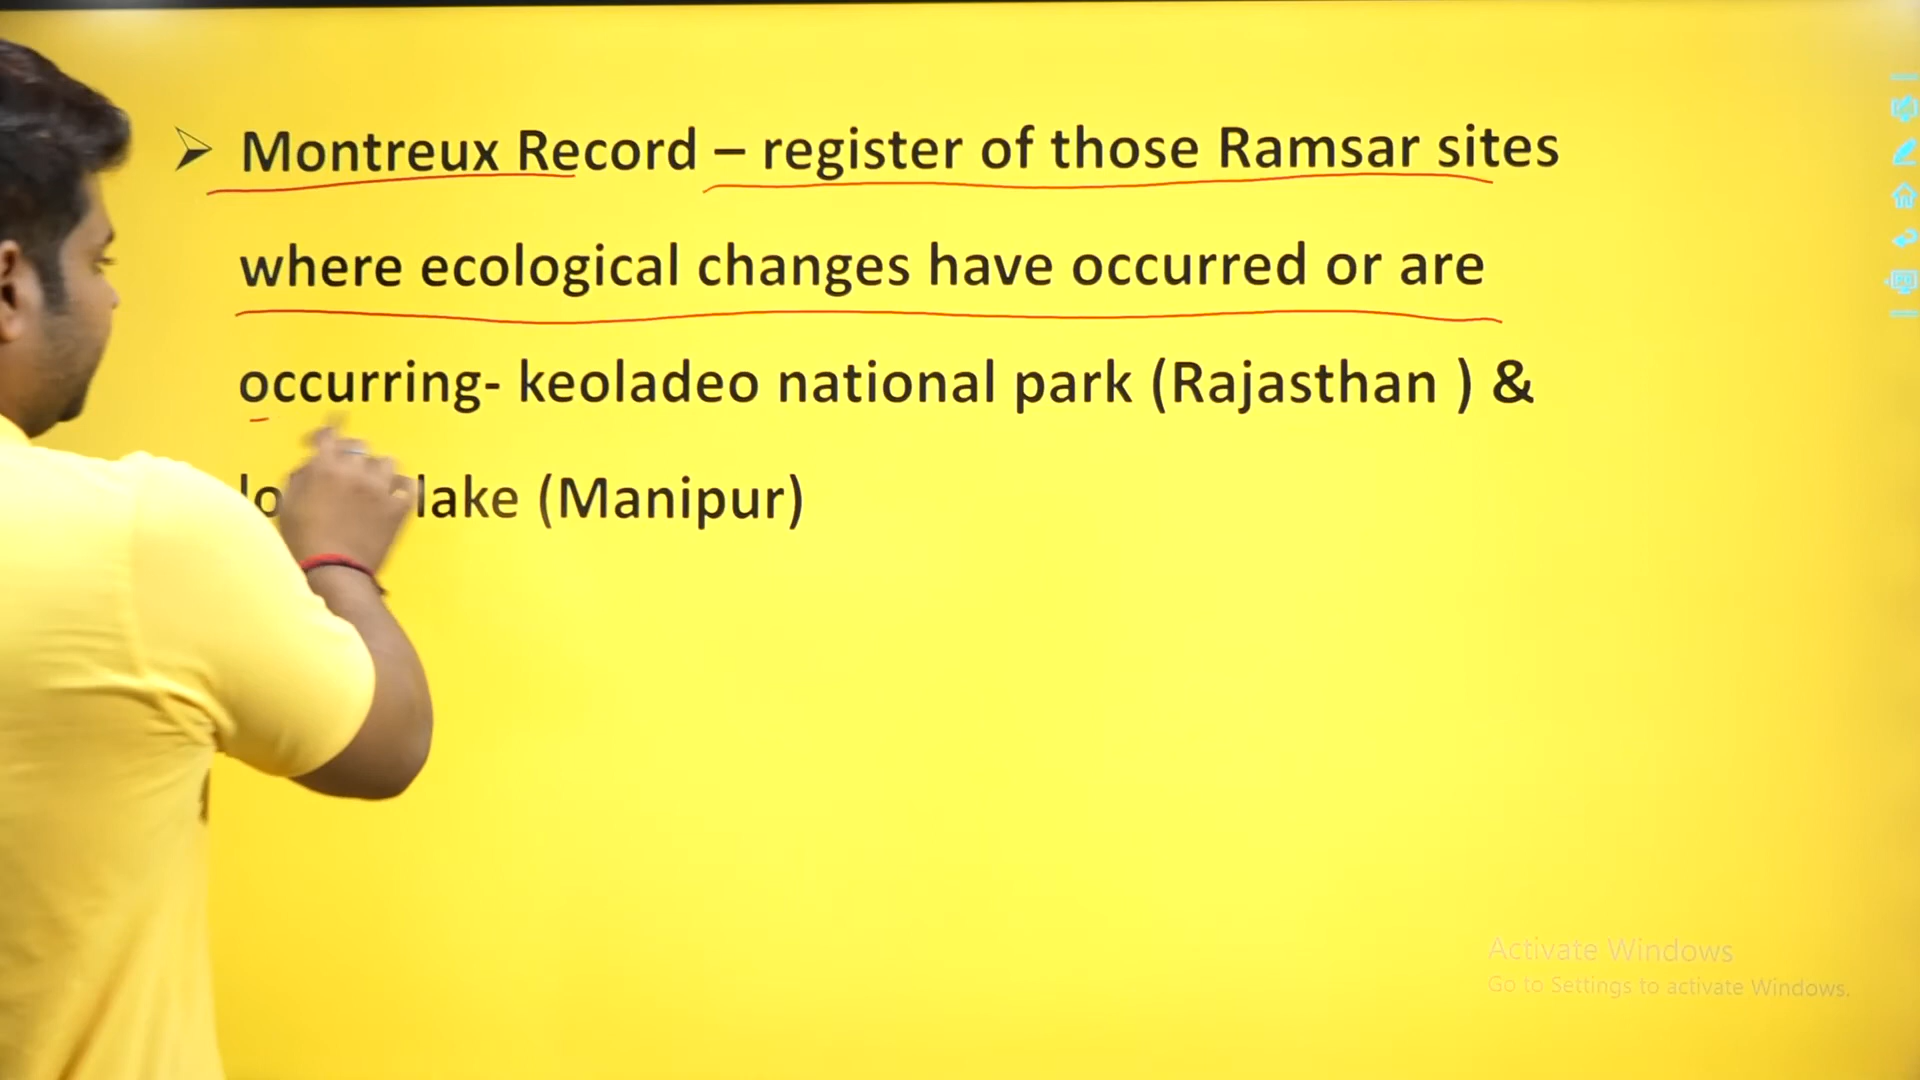 Montreux Record – register of those Ramsar sites
where ecological changes have occurred or are
occurring- keoladeo national park (Rajasthan ) &
lake (Manipur)
Activate Windows
Go to Settings to activate Windows.